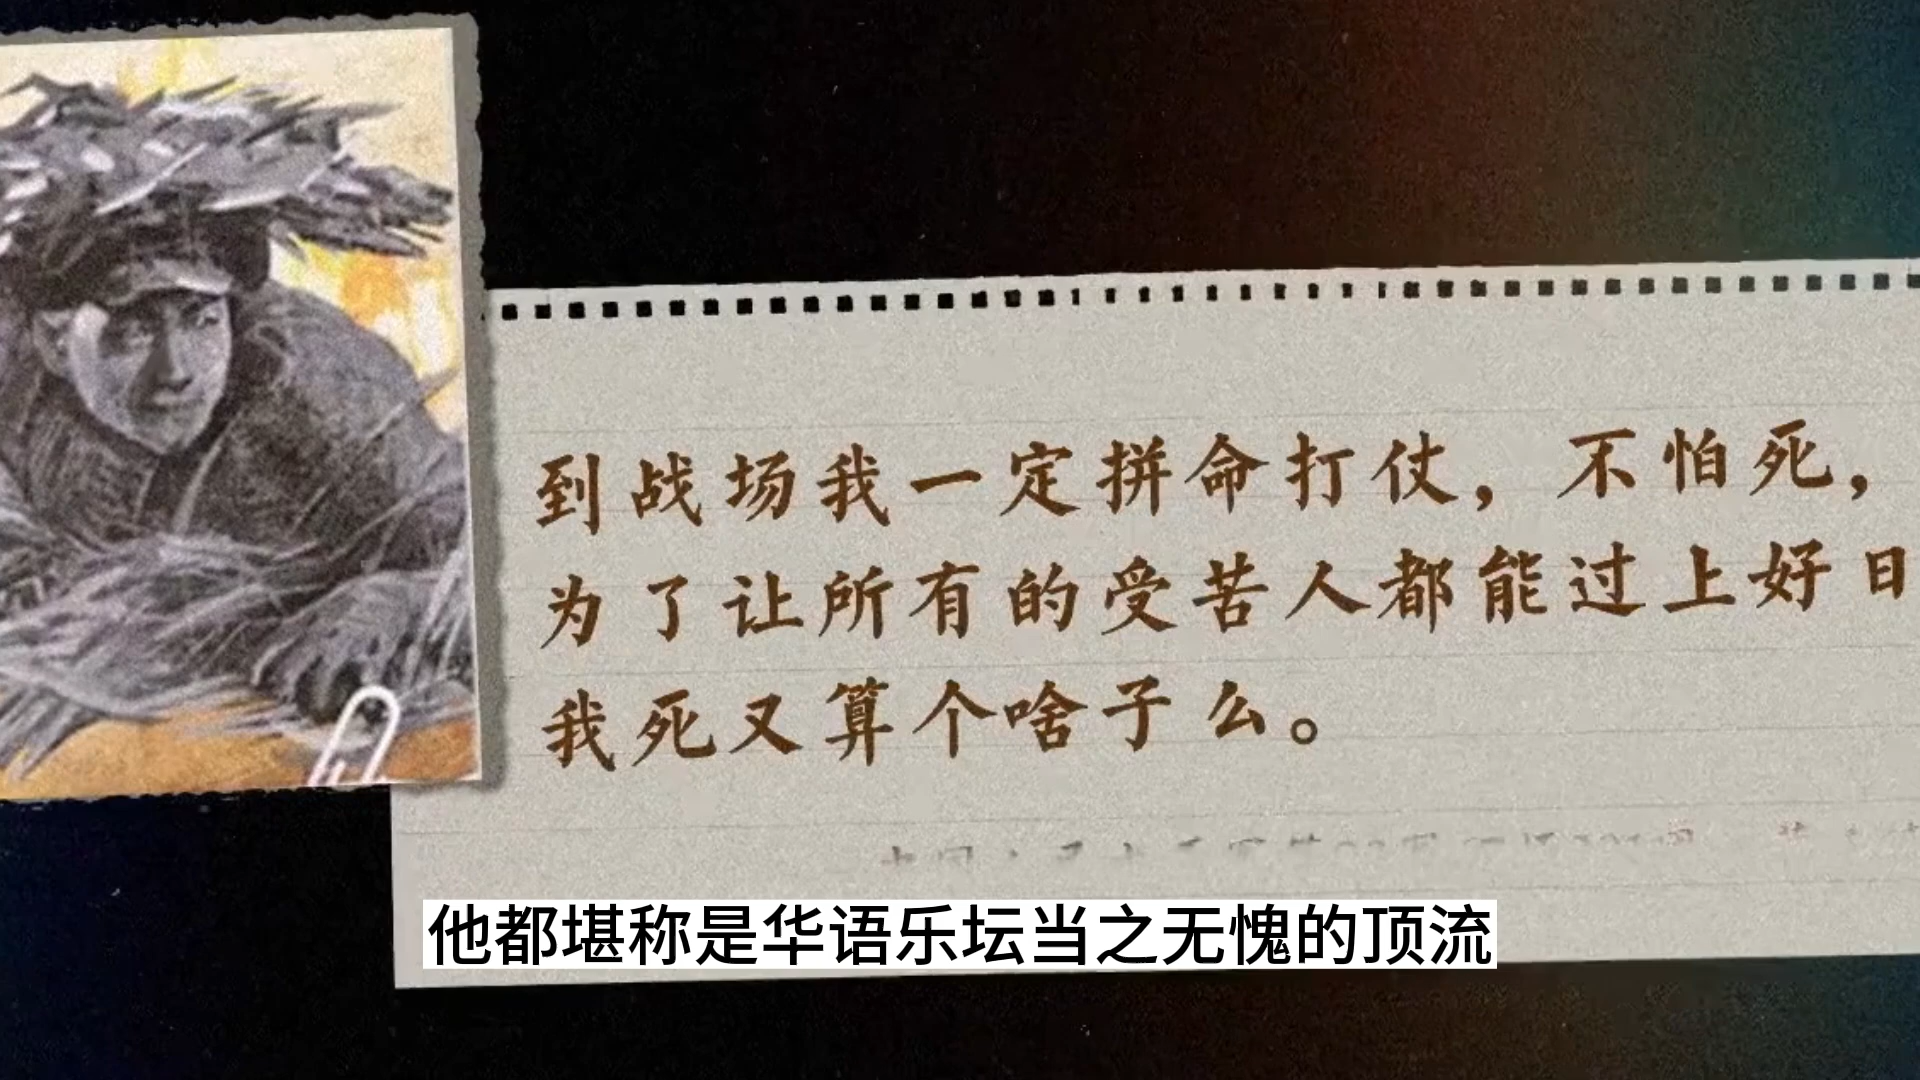 到战场我一定拼命打仗，不怕死，
为了让所有的受苦人都能过上好日
我死又算个啥子么。
他都堪称是华语乐坛当之无愧的顶流